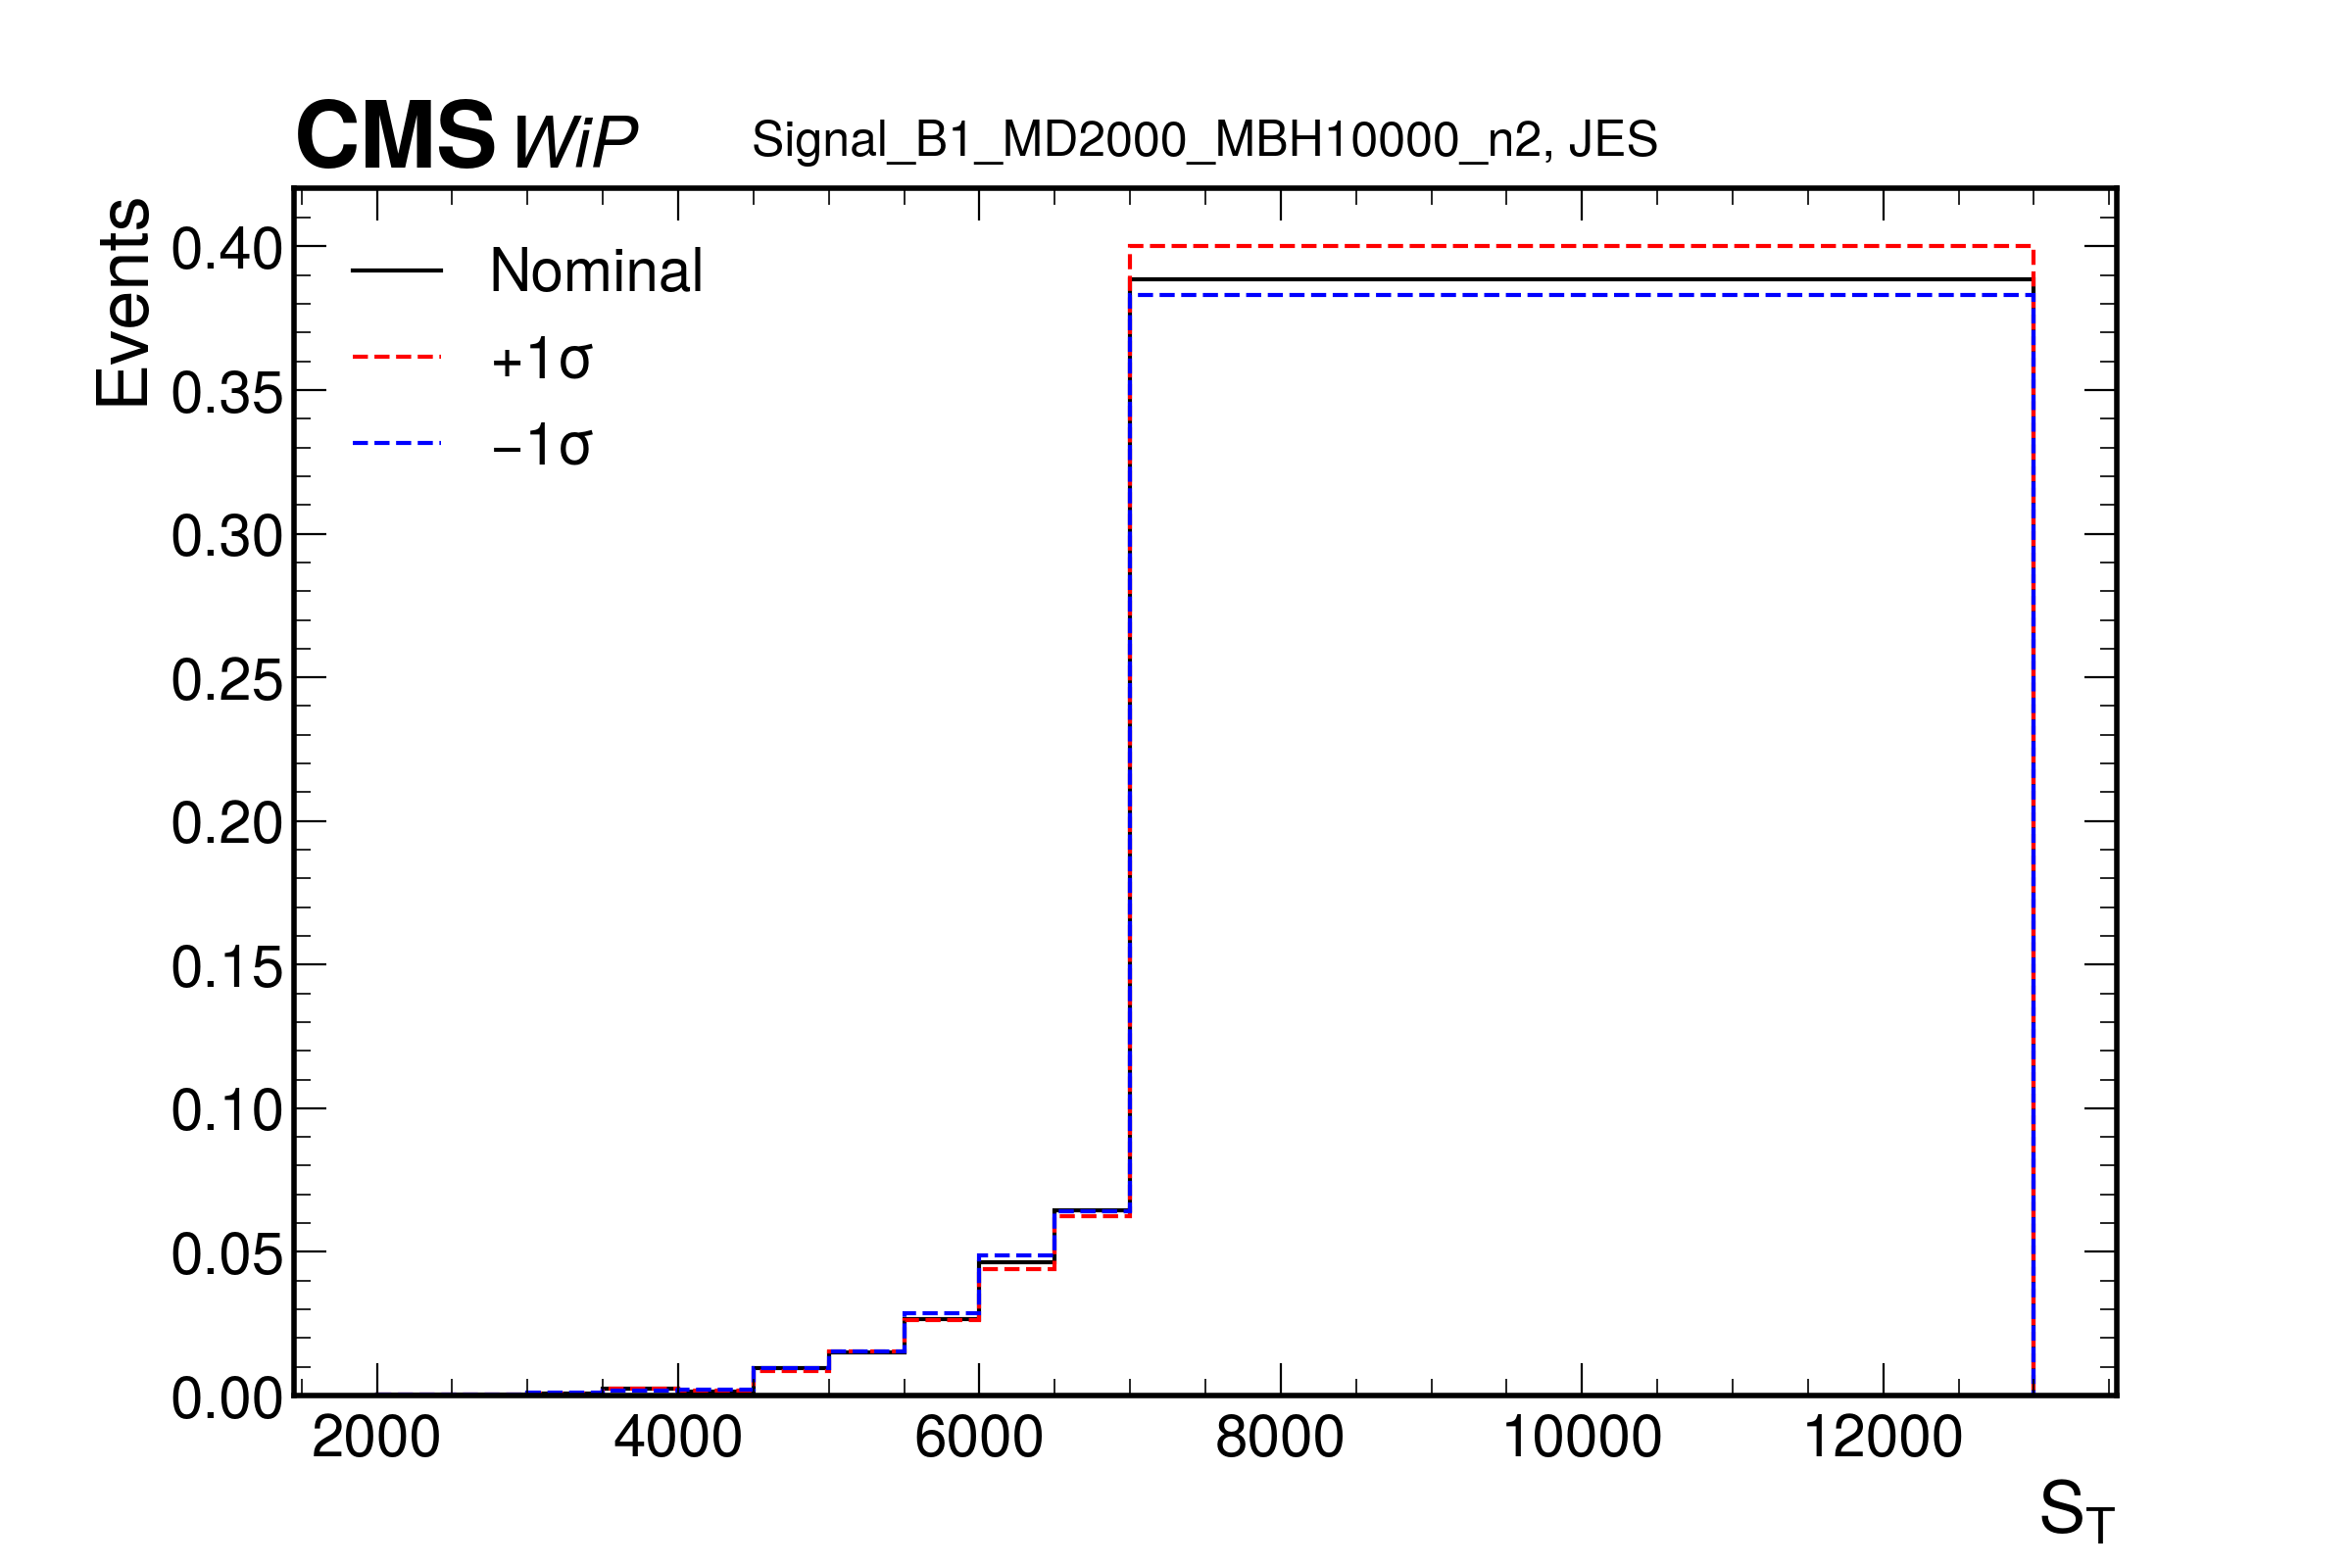 CMS WiP Signal_B1_MD2000_MBH10000_n2, JES
Events
Nominal
+1σ
−1σ
0.40
0.35
0.30
0.25
0.20
0.15
0.10
0.05
0.00
2000 4000 6000 8000 10000 12000
S_T